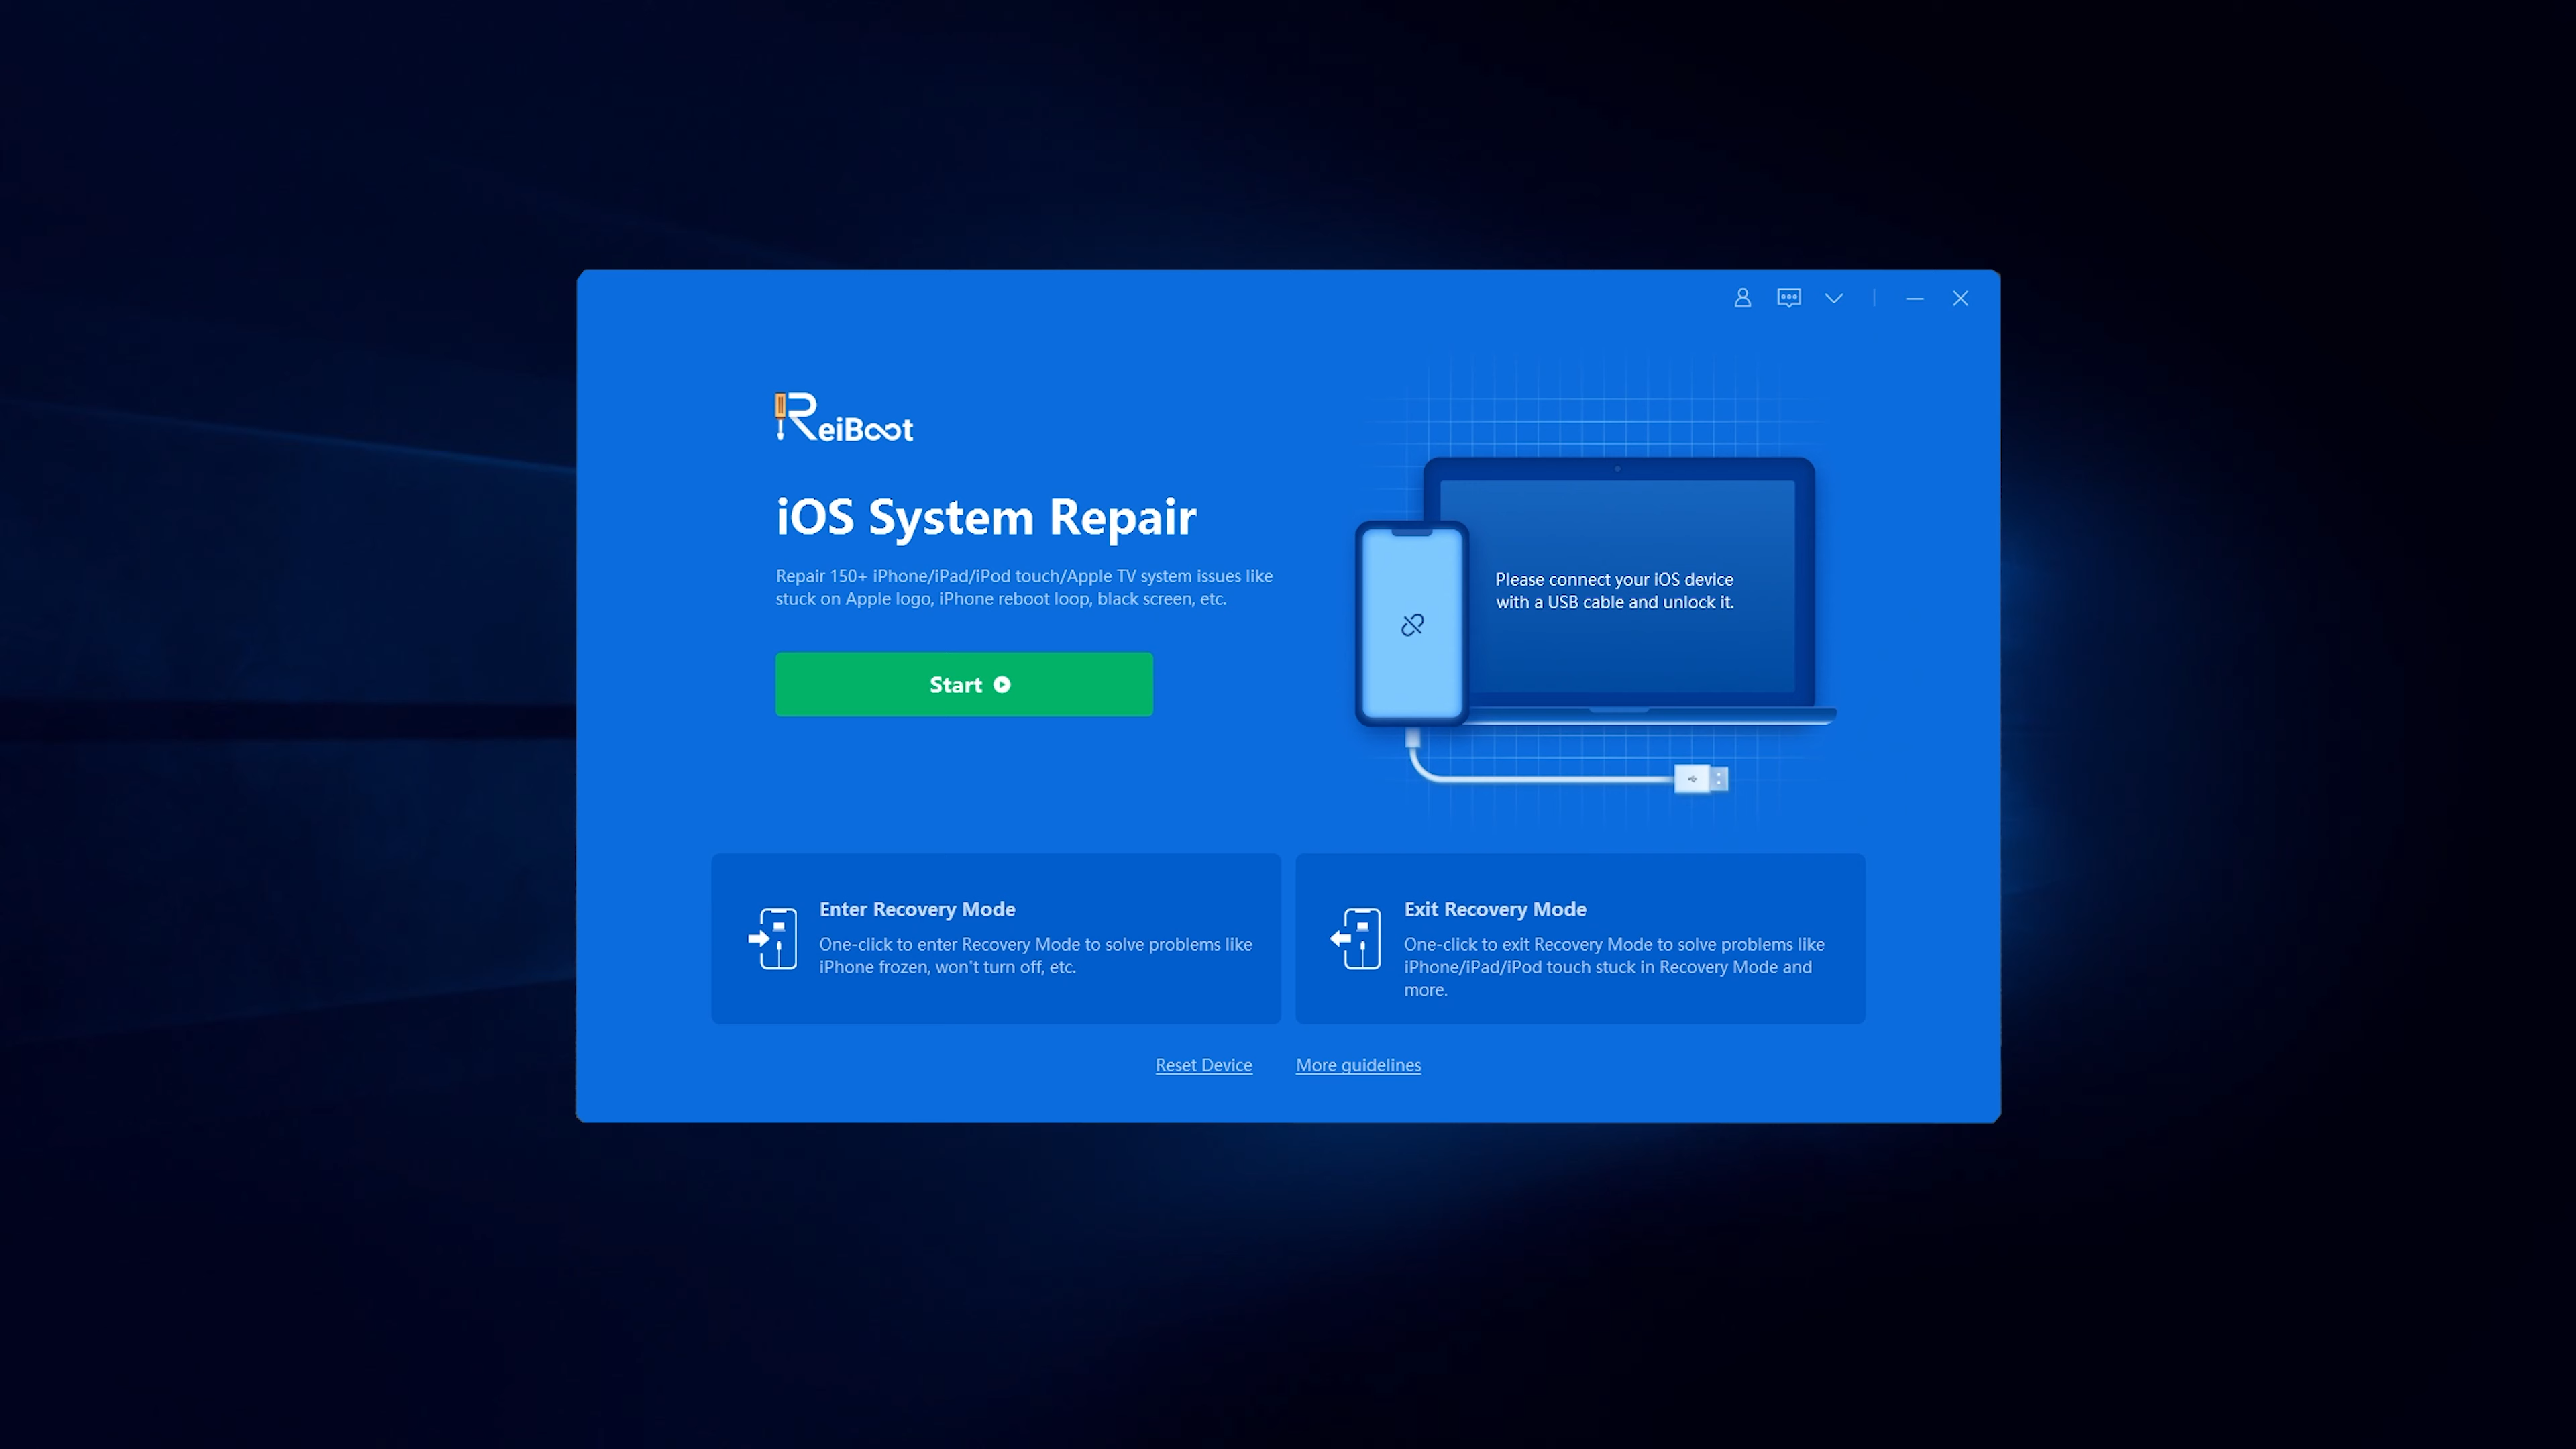 ReiBoot
iOS System Repair
Repair 150+ iPhone/iPad/iPod touch/Apple TV system issues like
stuck on Apple logo, iPhone reboot loop, black screen, etc.
Start
Please connect your iOS device
with a USB cable and unlock it.
Enter Recovery Mode
One-click to enter Recovery Mode to solve problems like
iPhone frozen, won't turn off, etc.
Exit Recovery Mode
One-click to exit Recovery Mode to solve problems like
iPhone/iPad/iPod touch stuck in Recovery Mode and
more.
Reset Device
More guidelines